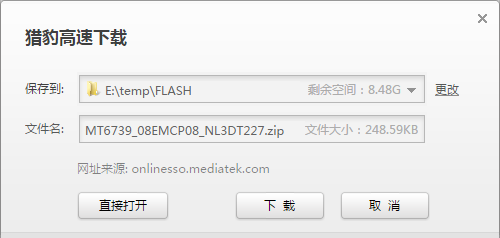 猎豹高速下载
保存到: E:\temp\FLASH 剩余空间：8.48G 更改
文件名: MT6739_08EMCP08_NL3DT227.zip 文件大小：248.59KB
网址来源: onlinesso.mediatek.com
直接打开 下 载 取 消